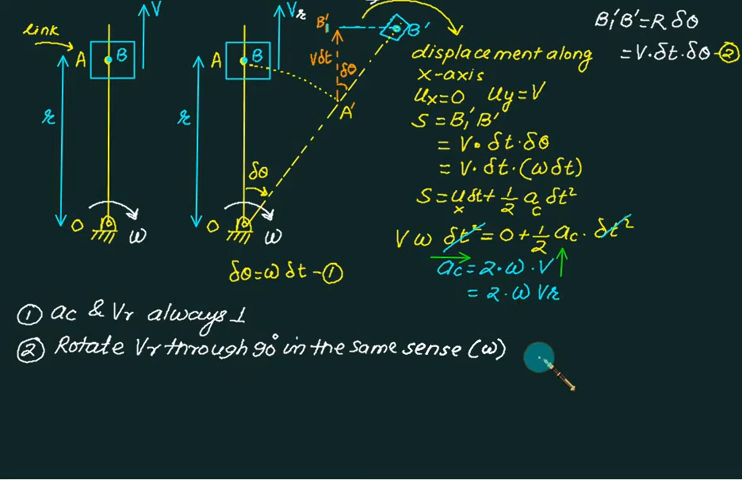 link
V
A B
r
O
ω
Vr
A B
r
O
δθ
ω
B₁'
B'
Vδt
δθ
A'
δθ=ω δt - ①
displacement along
x-axis
ux=0 uy=V
S = B₁'B'
= V· δt · δθ
= V· δt · (ω δt)
S = ux δt + 1/2 ac δt²
V ω δt² = 0 + 1/2 ac · δt²
ac = 2· ω · V
= 2· ω Vr
B₁'B' = R δθ
= V· δt · δθ - ②
① ac & Vr always ⊥
② Rotate Vr through 90° in the same sense (ω)